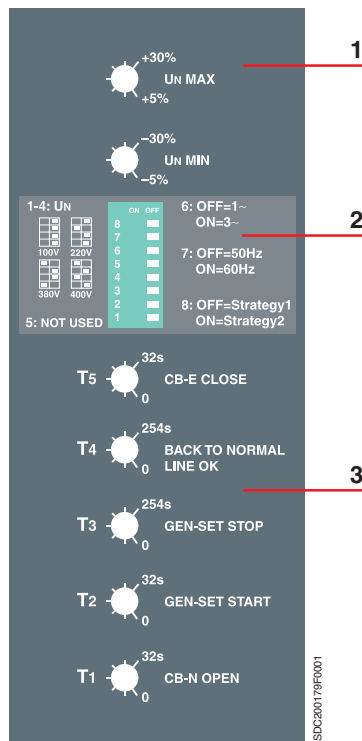 1
+30%
UN MAX
+5%
–30%
UN MIN
–5%
2
1-4: UN
100V 220V
380V 400V
5: NOT USED
ON OFF
8
7
6
5
4
3
2
1
6: OFF=1~
ON=3~
7: OFF=50Hz
ON=60Hz
8: OFF=Strategy1
ON=Strategy2
32s
T5 CB-E CLOSE
0
254s
T4 BACK TO NORMAL
LINE OK
0
3
254s
T3 GEN-SET STOP
0
32s
T2 GEN-SET START
0
32s
T1 CB-N OPEN
0
SDC200179F0001